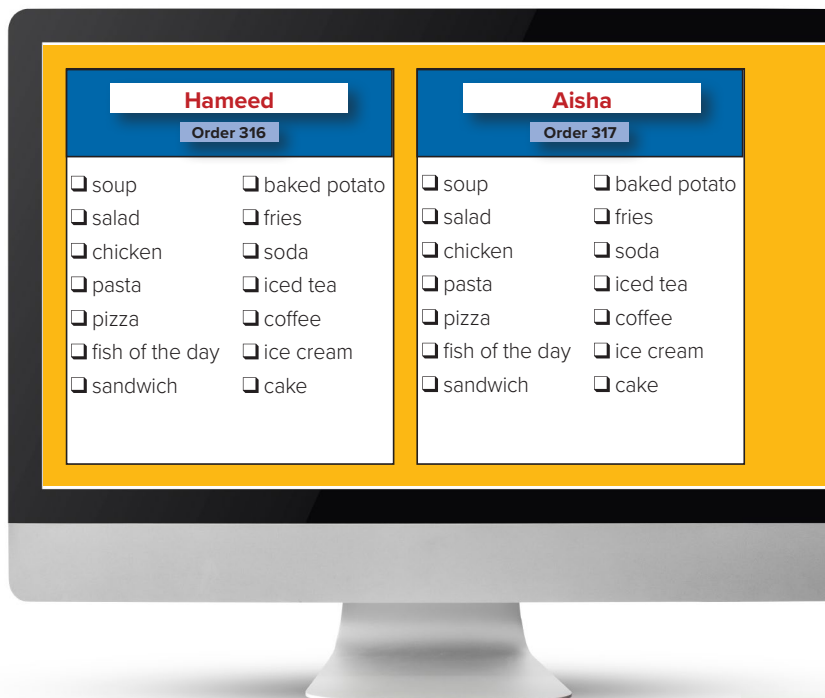 Hameed
Order 316
❏ soup
❏ salad
❏ chicken
❏ pasta
❏ pizza
❏ fish of the day
❏ sandwich
❏ baked potato
❏ fries
❏ soda
❏ iced tea
❏ coffee
❏ ice cream
❏ cake
Aisha
Order 317
❏ soup
❏ salad
❏ chicken
❏ pasta
❏ pizza
❏ fish of the day
❏ sandwich
❏ baked potato
❏ fries
❏ soda
❏ iced tea
❏ coffee
❏ ice cream
❏ cake